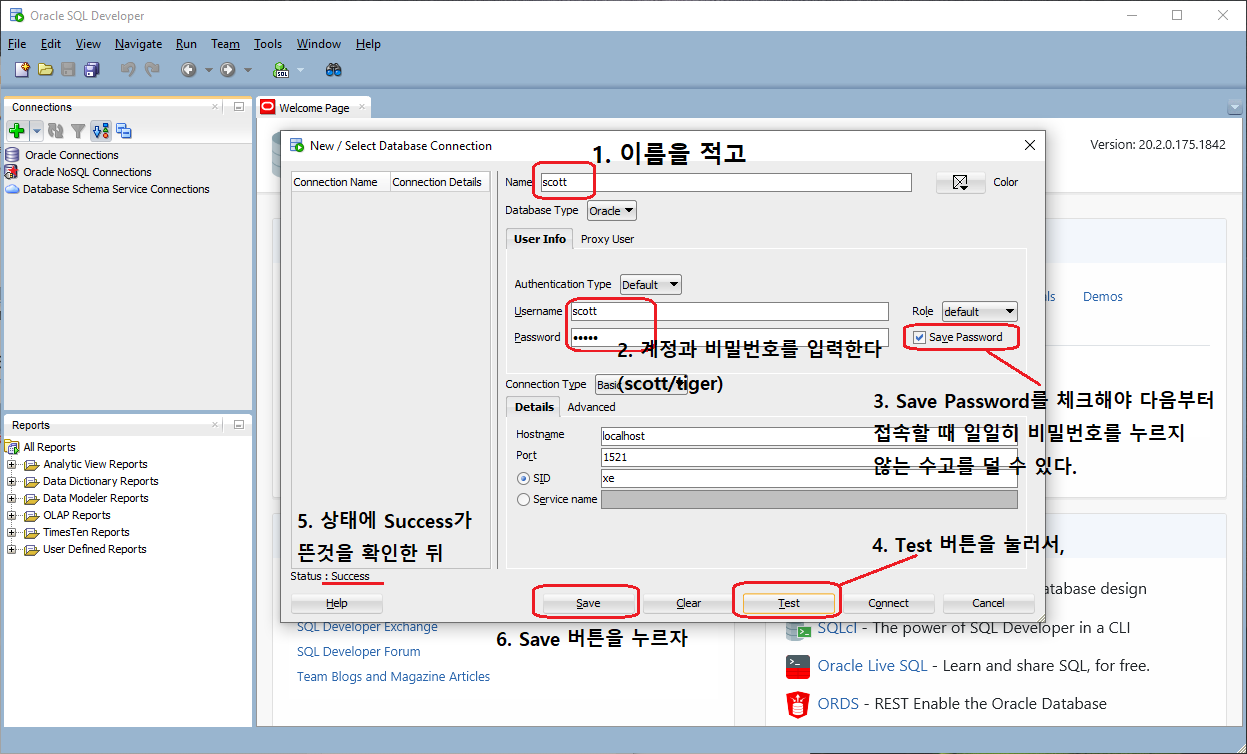 Oracle SQL Developer
File Edit View Navigate Run Team Tools Window Help
SQL
Connections
Oracle Connections
Oracle NoSQL Connections
Database Schema Service Connections
Reports
All Reports
Analytic View Reports
Data Dictionary Reports
Data Modeler Reports
OLAP Reports
TimesTen Reports
User Defined Reports
Welcome Page
Version: 20.2.0.175.1842
Demos
New / Select Database Connection
1. 이름을 적고
Connection Name Connection Details
Name scott
Color
Database Type Oracle
User Info Proxy User
Authentication Type Default
Username scott
Role default
Password •••••
Save Password
2. 계정과 비밀번호를 입력한다
(scott/tiger)
Connection Type Basic
3. Save Password를 체크해야 다음부터
접속할 때 일일히 비밀번호를 누르지
않는 수고를 덜 수 있다.
Details Advanced
Hostname localhost
Port 1521
SID xe
Service name
5. 상태에 Success가
뜬것을 확인한 뒤
4. Test 버튼을 눌러서,
Status : Success
Help Save Clear Test Connect Cancel
6. Save 버튼을 누르자
SQL Developer Exchange
SQL Developer Forum
Team Blogs and Magazine Articles
atabase design
SQLcl - The power of SQL Developer in a CLI
Oracle Live SQL - Learn and share SQL, for free.
ORDS - REST Enable the Oracle Database